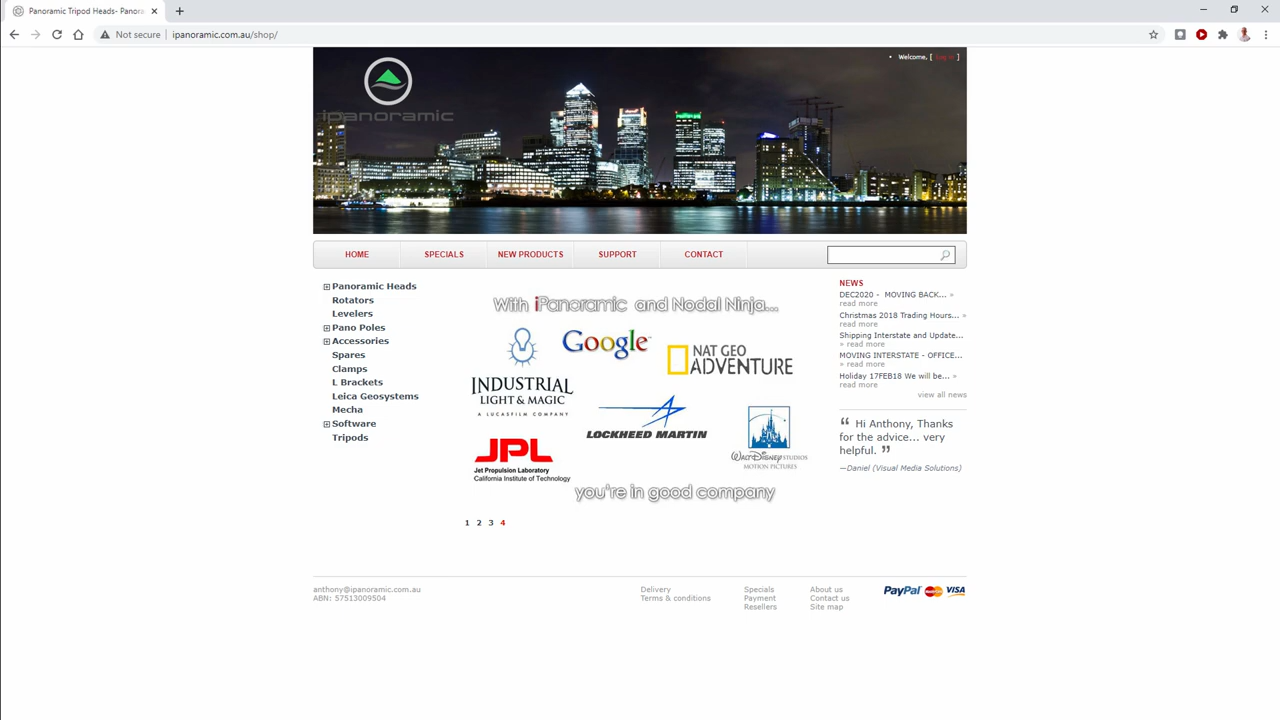 Panoramic Tripod Heads- Panora
Not secure
ipanoramic.com.au/shop/
ipanoramic
Welcome, [ Log In ]
HOME
SPECIALS
NEW PRODUCTS
SUPPORT
CONTACT
Panoramic Heads
Rotators
Levelers
Pano Poles
Accessories
Spares
Clamps
L Brackets
Leica Geosystems
Mecha
Software
Tripods
With iPanoramic and Nodal Ninja...
Google
NAT GEO
ADVENTURE
INDUSTRIAL
LIGHT & MAGIC
A LUCASFILM COMPANY
LOCKHEED MARTIN
JPL
Jet Propulsion Laboratory
California Institute of Technology
WALT DISNEY STUDIOS
MOTION PICTURES
you're in good company
1 2 3 4
NEWS
DEC2020 - MOVING BACK... »
read more
Christmas 2018 Trading Hours... »
read more
Shipping Interstate and Update...
» read more
MOVING INTERSTATE - OFFICE...
» read more
Holiday 17FEB18 We will be... »
read more
view all news
“ Hi Anthony, Thanks
for the advice... very
helpful. ”
—Daniel (Visual Media Solutions)
anthony@ipanoramic.com.au
ABN: 57513009504
Delivery
Terms & conditions
Specials
Payment
Resellers
About us
Contact us
Site map
PayPal MasterCard VISA